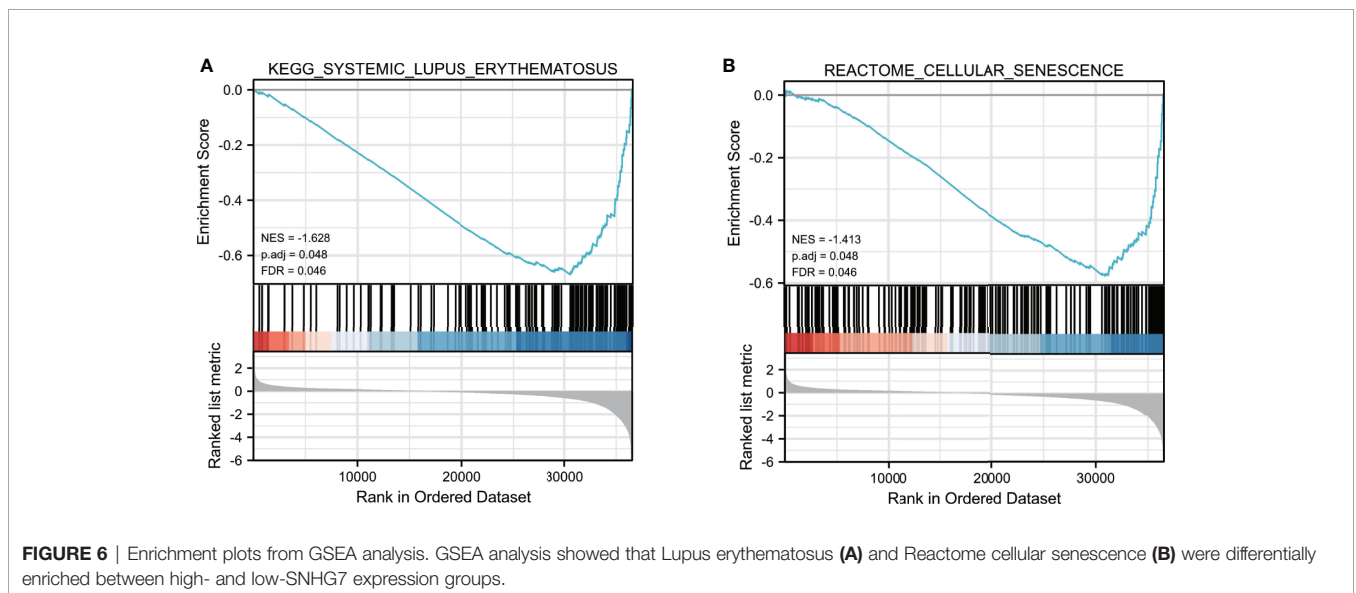 A
KEGG_SYSTEMIC_LUPUS_ERYTHEMATOSUS
0.0
-0.2
-0.4
-0.6
Enrichment Score
NES = -1.628
p.adj = 0.048
FDR = 0.046
2
0
-2
-4
-6
Ranked list metric
10000
20000
30000
Rank in Ordered Dataset
B
REACTOME_CELLULAR_SENESCENCE
0.0
-0.2
-0.4
-0.6
Enrichment Score
NES = -1.413
p.adj = 0.048
FDR = 0.046
2
0
-2
-4
-6
Ranked list metric
10000
20000
30000
Rank in Ordered Dataset
FIGURE 6 | Enrichment plots from GSEA analysis. GSEA analysis showed that Lupus erythematosus (A) and Reactome cellular senescence (B) were differentially
enriched between high- and low-SNHG7 expression groups.